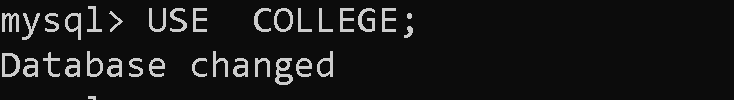 mysql> USE  COLLEGE;
Database changed